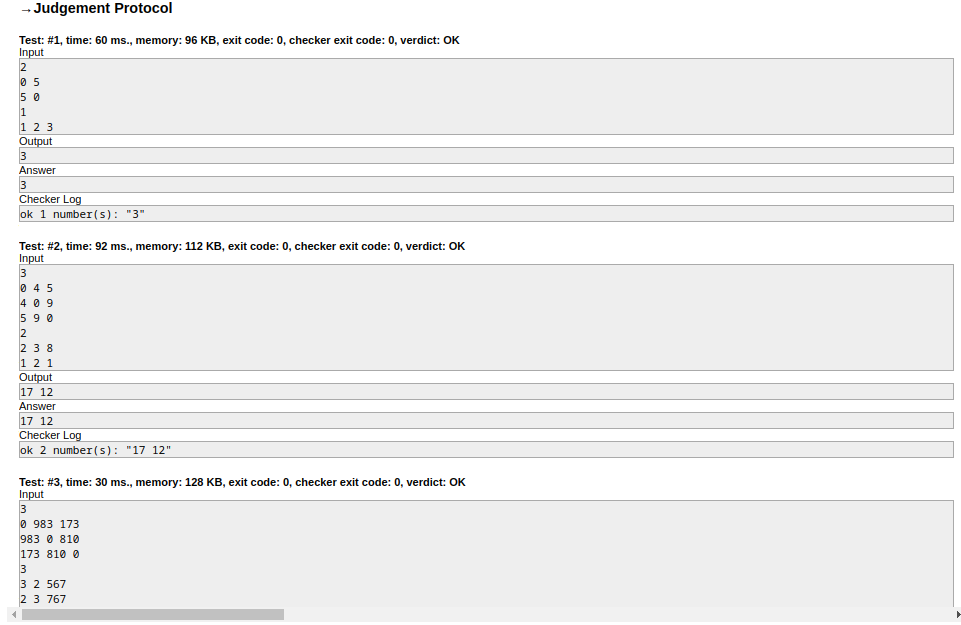 →Judgement Protocol
Test: #1, time: 60 ms., memory: 96 KB, exit code: 0, checker exit code: 0, verdict: OK
Input
2
0 5
5 0
1
1 2 3
Output
3
Answer
3
Checker Log
ok 1 number(s): "3"
Test: #2, time: 92 ms., memory: 112 KB, exit code: 0, checker exit code: 0, verdict: OK
Input
3
0 4 5
4 0 9
5 9 0
2
2 3 8
1 2 1
Output
17 12
Answer
17 12
Checker Log
ok 2 number(s): "17 12"
Test: #3, time: 30 ms., memory: 128 KB, exit code: 0, checker exit code: 0, verdict: OK
Input
3
0 983 173
983 0 810
173 810 0
3
3 2 567
2 3 767